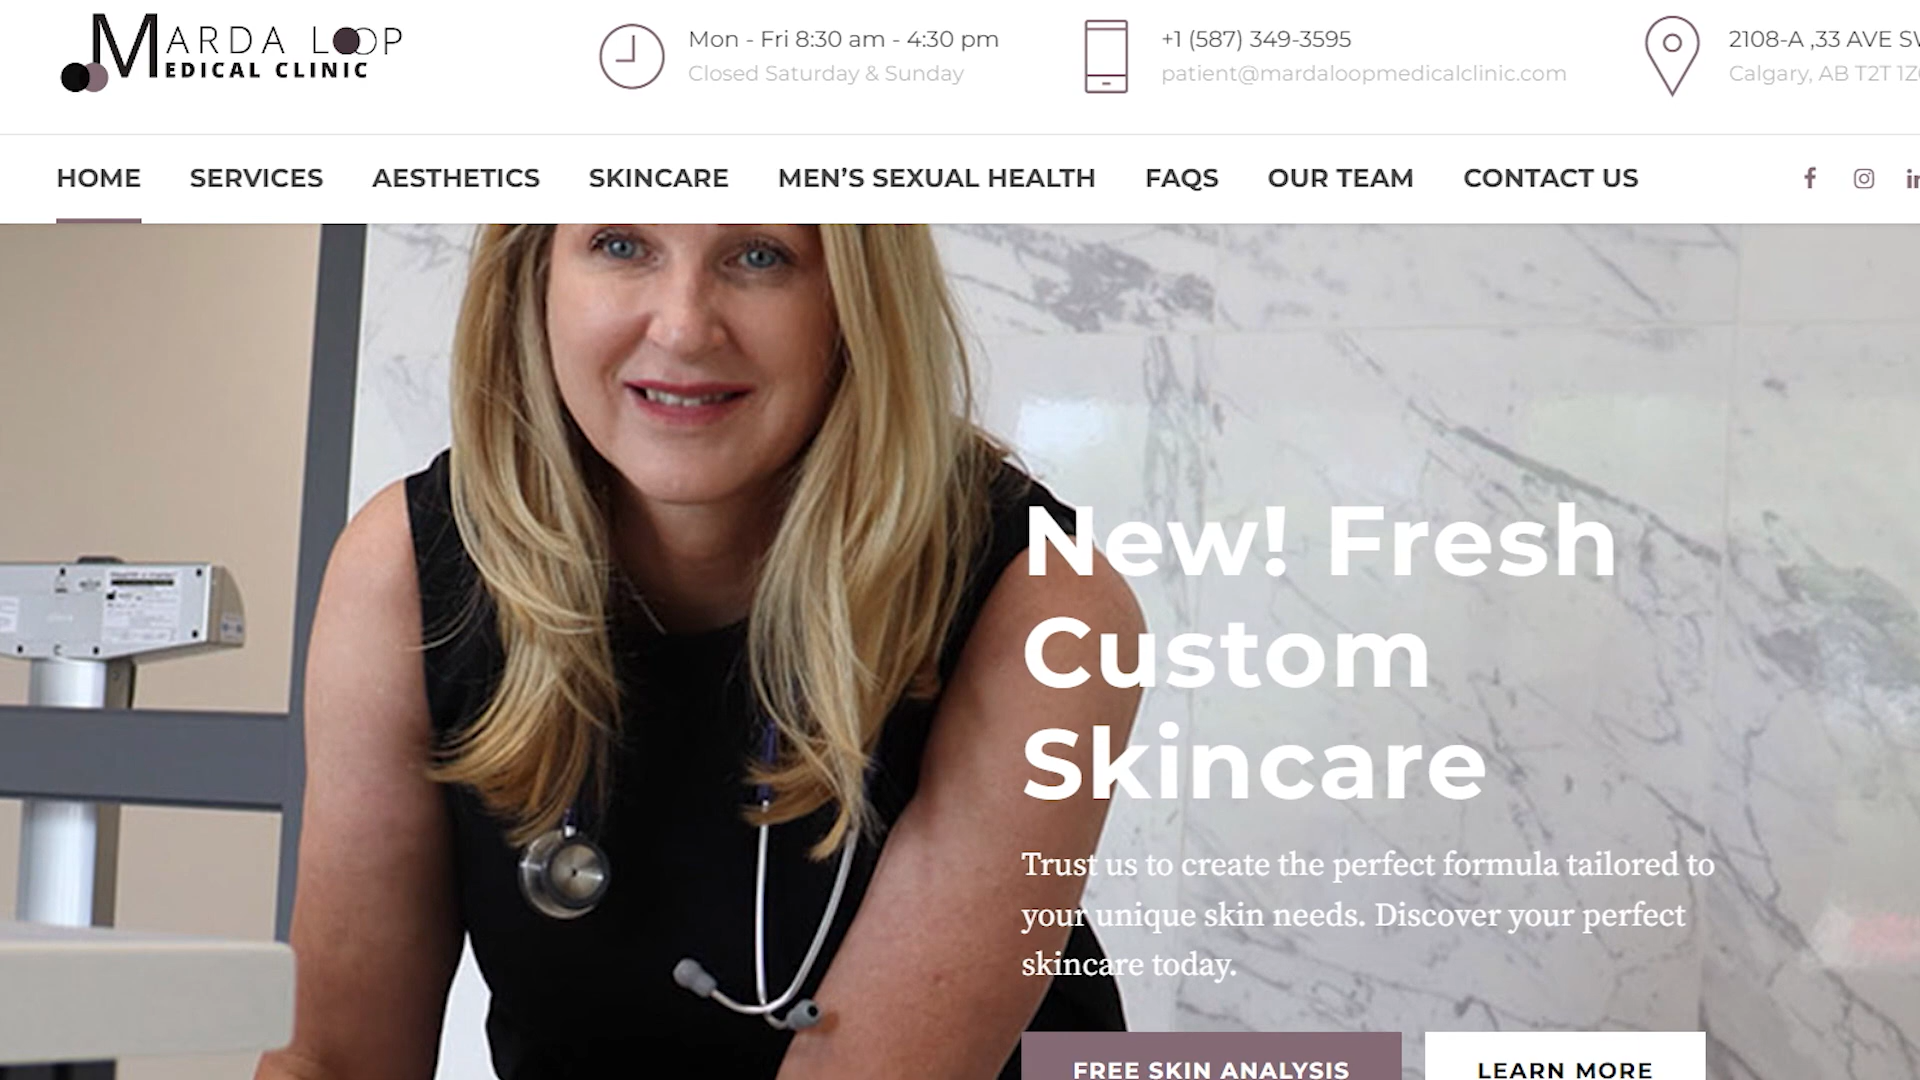 MARDA LOOP
MEDICAL CLINIC
Mon - Fri 8:30 am - 4:30 pm
Closed Saturday & Sunday
+1 (587) 349-3595
patient@mardaloopmedicalclinic.com
2108-A ,33 AVE SW
Calgary, AB T2T 1Z
HOME SERVICES AESTHETICS SKINCARE MEN’S SEXUAL HEALTH FAQS OUR TEAM CONTACT US
New! Fresh
Custom
Skincare
Trust us to create the perfect formula tailored to
your unique skin needs. Discover your perfect
skincare today.
FREE SKIN ANALYSIS LEARN MORE